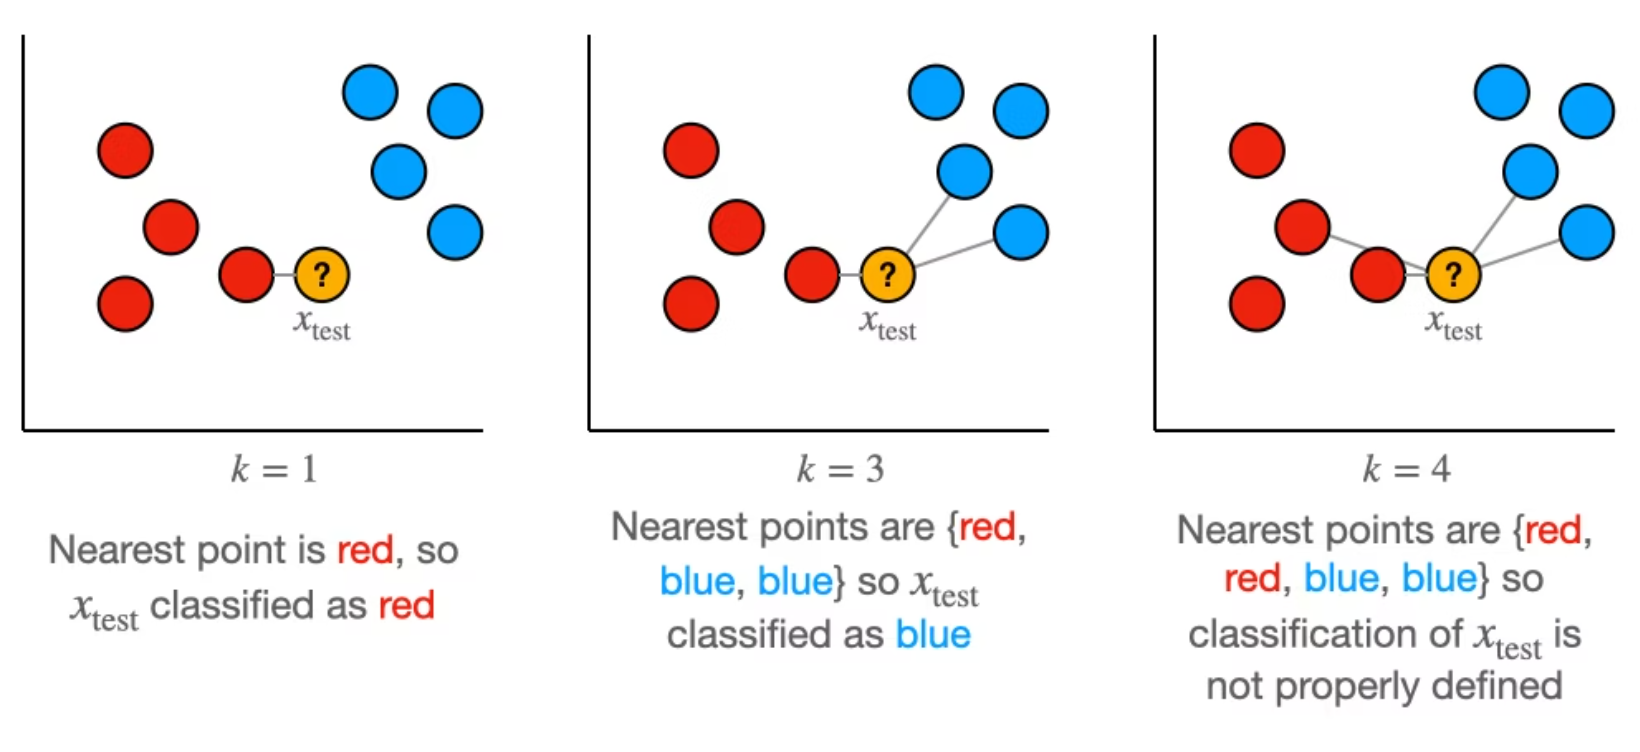 ?
x_test
k = 1
Nearest point is red, so
x_test classified as red
?
x_test
k = 3
Nearest points are {red,
blue, blue} so x_test
classified as blue
?
x_test
k = 4
Nearest points are {red,
red, blue, blue} so
classification of x_test is
not properly defined